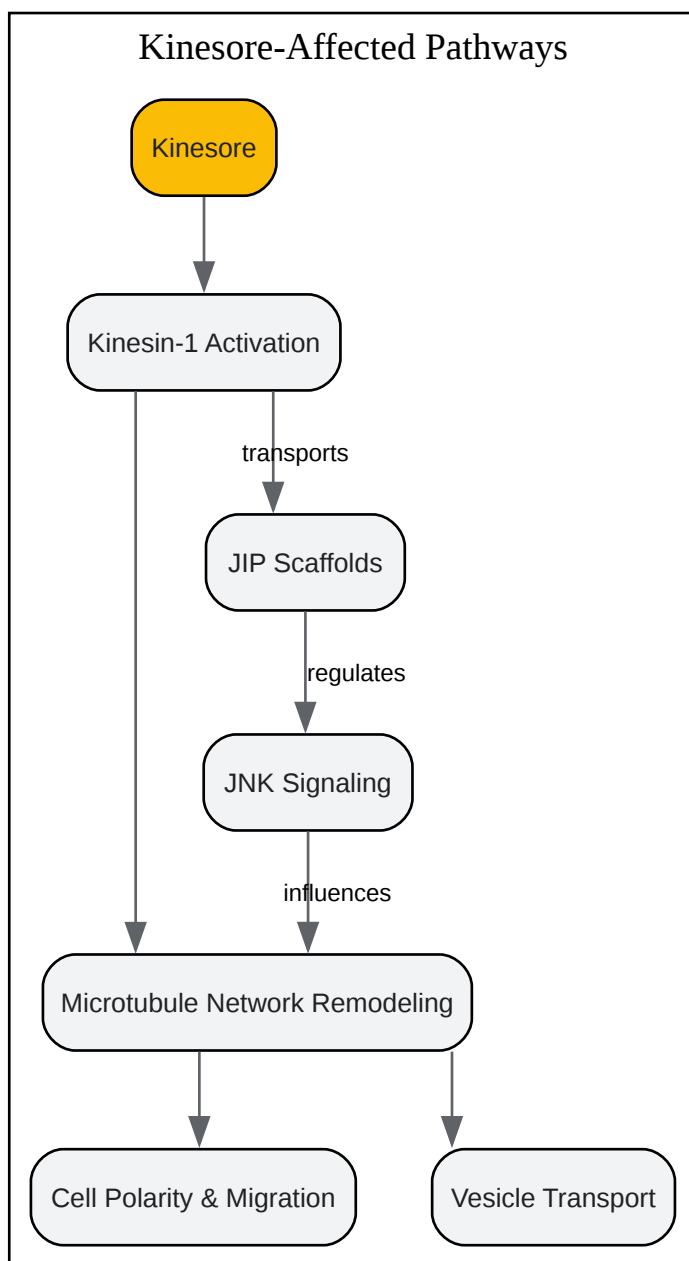 Kinesore-Affected Pathways
Kinesore
Kinesin-1 Activation
transports
JIP Scaffolds
regulates
JNK Signaling
influences
Microtubule Network Remodeling
Cell Polarity & Migration
Vesicle Transport